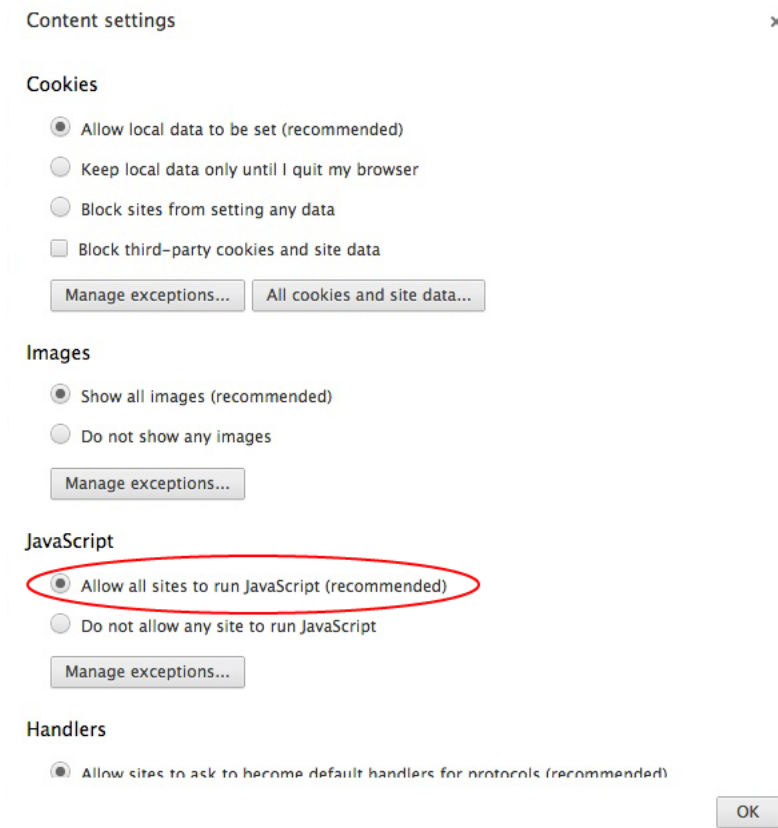 Content settings
Cookies
Allow local data to be set (recommended)
Keep local data only until I quit my browser
Block sites from setting any data
Block third-party cookies and site data
Manage exceptions... All cookies and site data...
Images
Show all images (recommended)
Do not show any images
Manage exceptions...
JavaScript
Allow all sites to run JavaScript (recommended)
Do not allow any site to run JavaScript
Manage exceptions...
Handlers
Allow sites to ask to become default handlers for protocols (recommended)
OK